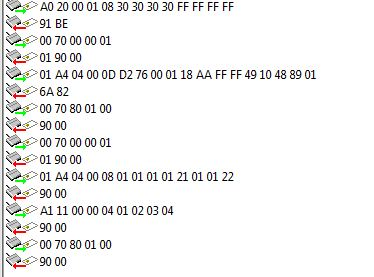 A0 20 00 01 08 30 30 30 30 FF FF FF FF
91 BE
00 70 00 00 01
01 90 00
01 A4 04 00 0D D2 76 00 01 18 AA FF FF 49 10 48 89 01
6A 82
00 70 80 01 00
90 00
00 70 00 00 01
01 90 00
01 A4 04 00 08 01 01 01 01 21 01 01 22
90 00
A1 11 00 00 04 01 02 03 04
90 00
00 70 80 01 00
90 00